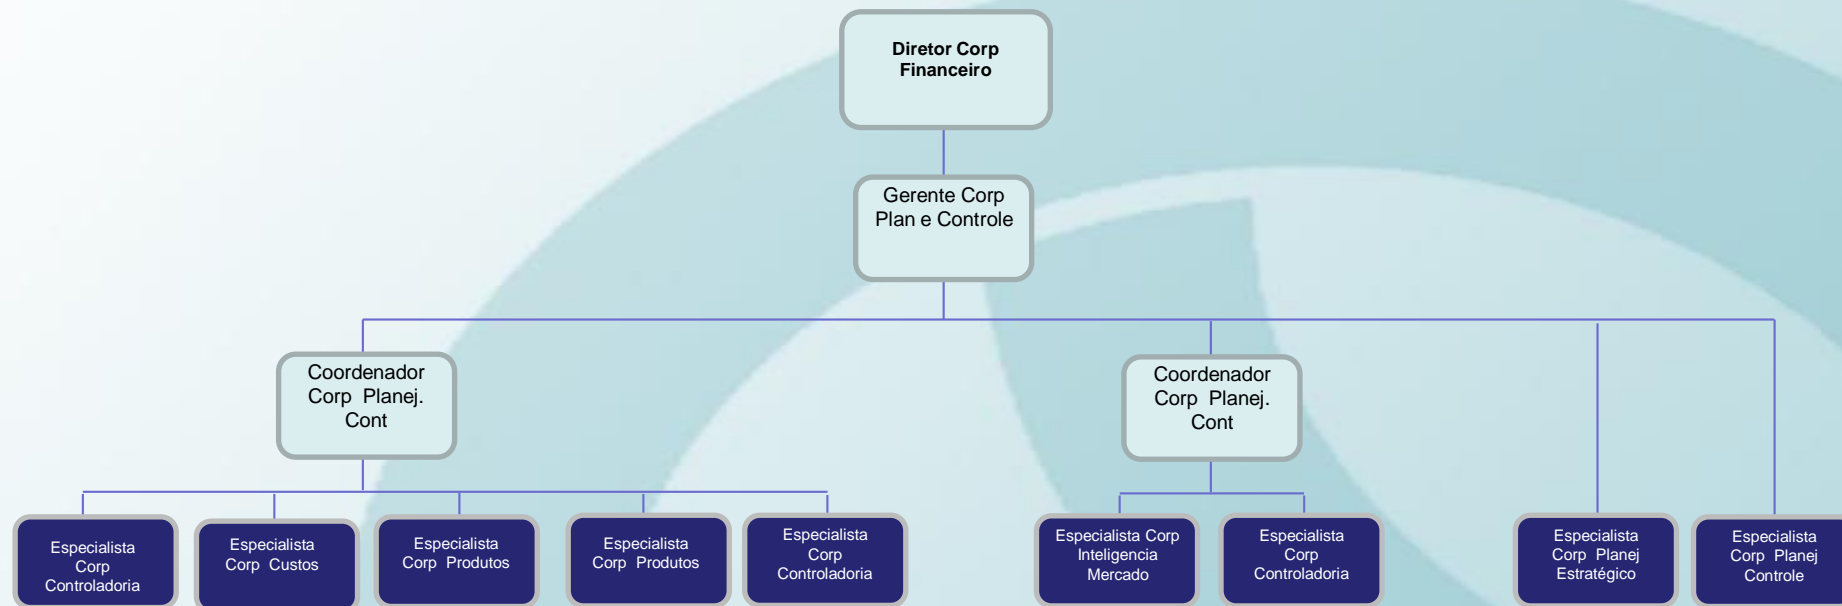 Diretor Corp
Financeiro
Gerente Corp
Plan e Controle
Coordenador
Corp Planej.
Cont
Coordenador
Corp Planej.
Cont
Especialista
Corp
Controladoria
Especialista
Corp Custos
Especialista
Corp Produtos
Especialista
Corp Produtos
Especialista
Corp
Controladoria
Especialista Corp
Inteligencia
Mercado
Especialista
Corp
Controladoria
Especialista
Corp Planej
Estratégico
Especialista
Corp Planej
Controle